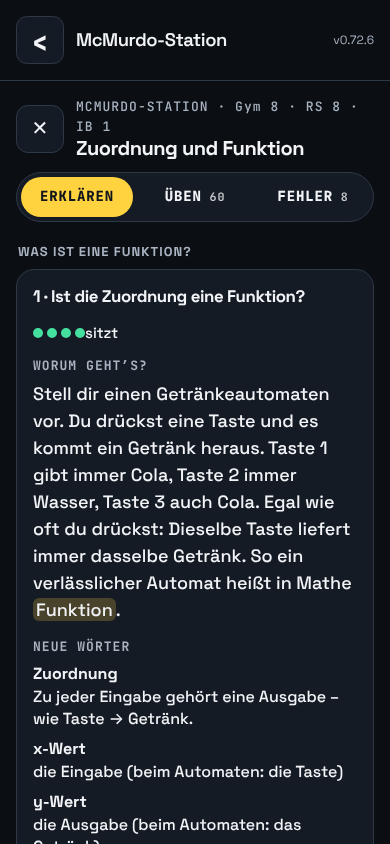 McMurdo-Station
v0.72.6
MCMURDO-STATION · Gym 8 · RS 8 ·
IB 1
Zuordnung und Funktion
ERKLÄREN
ÜBEN 60
FEHLER 8
WAS IST EINE FUNKTION?
1 · Ist die Zuordnung eine Funktion?
sitzt
WORUM GEHT'S?
Stell dir einen Getränkeautomaten
vor. Du drückst eine Taste und es
kommt ein Getränk heraus. Taste 1
gibt immer Cola, Taste 2 immer
Wasser, Taste 3 auch Cola. Egal wie
oft du drückst: Dieselbe Taste liefert
immer dasselbe Getränk. So ein
verlässlicher Automat heißt in Mathe
Funktion.
NEUE WÖRTER
Zuordnung
Zu jeder Eingabe gehört eine Ausgabe –
wie Taste → Getränk.
x-Wert
die Eingabe (beim Automaten: die Taste)
y-Wert
die Ausgabe (beim Automaten: das